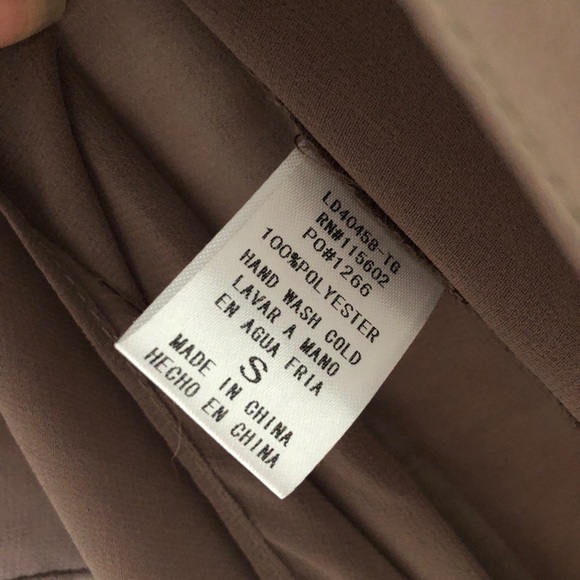 LD4045B-TG
RN#115602
PO#1266
100%POLYESTER
HAND WASH COLD
LAVAR A MANO
EN AGUA FRIA
S
MADE IN CHINA
HECHO EN CHINA